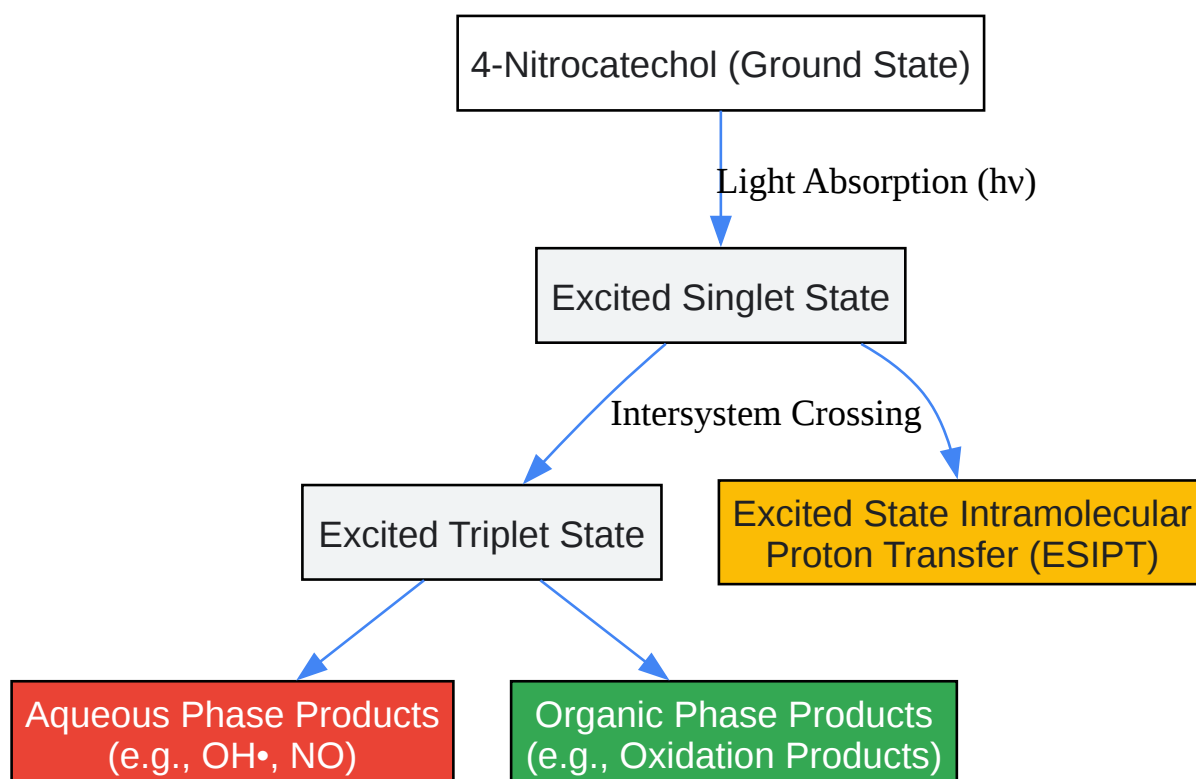 4-Nitrocatechol (Ground State)
Light Absorption (hν)
Excited Singlet State
Intersystem Crossing
Excited Triplet State
Excited State Intramolecular
Proton Transfer (ESIPT)
Aqueous Phase Products
(e.g., OH•, NO)
Organic Phase Products
(e.g., Oxidation Products)